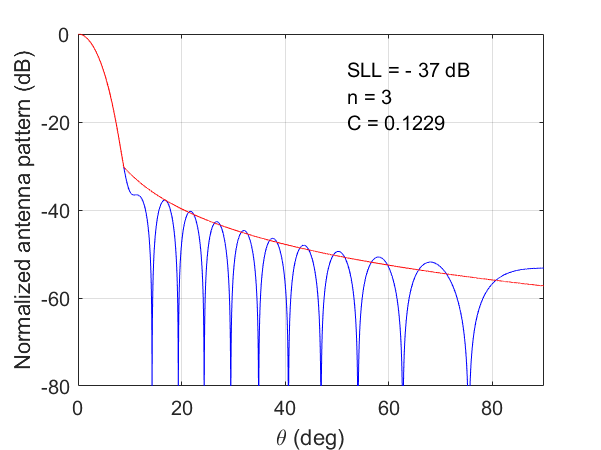 Normalized antenna pattern (dB)
0
-20
-40
-60
-80
SLL = - 37 dB
n = 3
C = 0.1229
0
20
40
60
80
θ (deg)